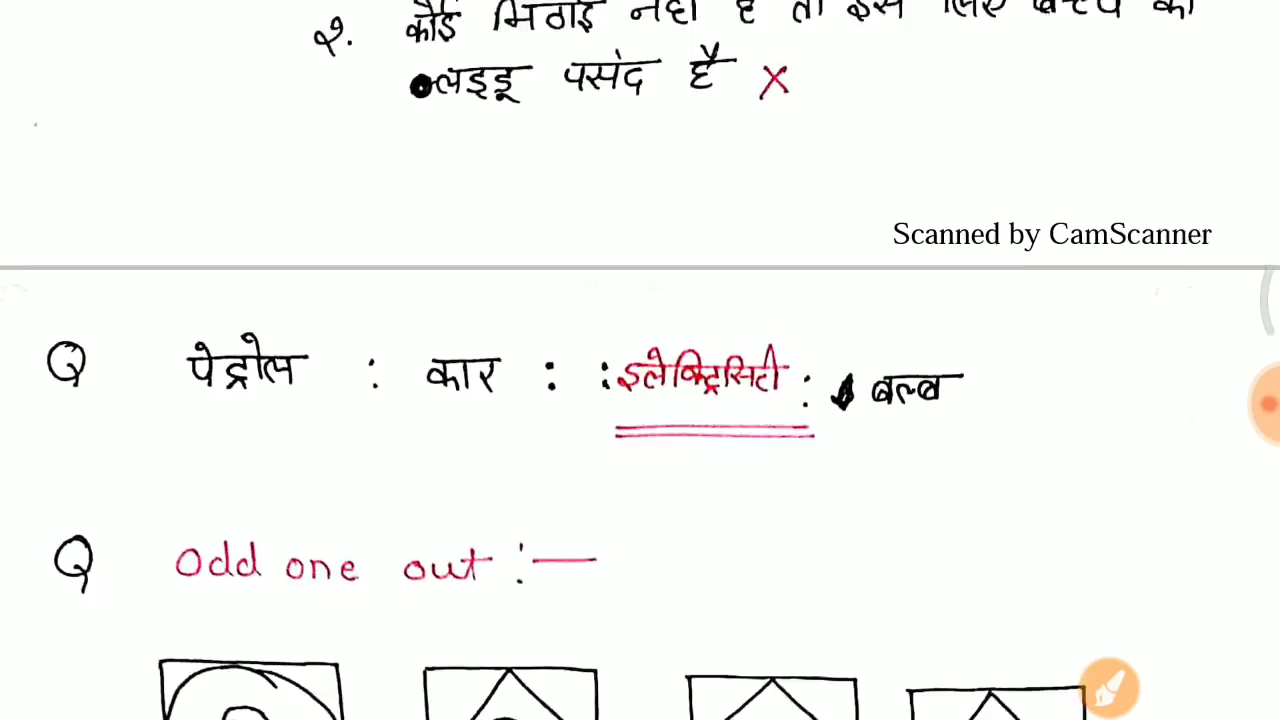 २. कोई मिठाई नहीं है तो इस लिए बच्चे को
लड्डू पसंद है X
Scanned by CamScanner
Q पेट्रोल : कार : : इलेक्ट्रिसिटी : बल्ब
Q Odd one out :—